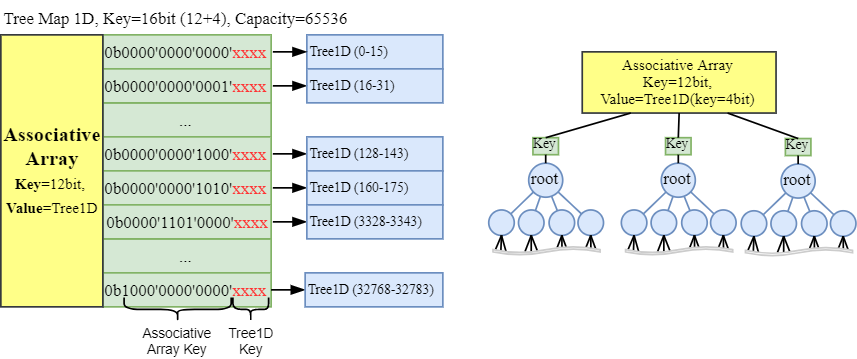 Tree Map 1D, Key=16bit (12+4), Capacity=65536
Associative
Array
Key=12bit,
Value=Tree1D
0b0000'0000'0000'xxxx
Tree1D (0-15)
0b0000'0000'0001'xxxx
Tree1D (16-31)
...
0b0000'0000'1000'xxxx
Tree1D (128-143)
0b0000'0000'1010'xxxx
Tree1D (160-175)
0b0000'1101'0000'xxxx
Tree1D (3328-3343)
...
0b1000'0000'0000'xxxx
Tree1D (32768-32783)
Associative
Array Key
Tree1D
Key
Associative Array
Key=12bit,
Value=Tree1D(key=4bit)
Key
Key
Key
root
root
root